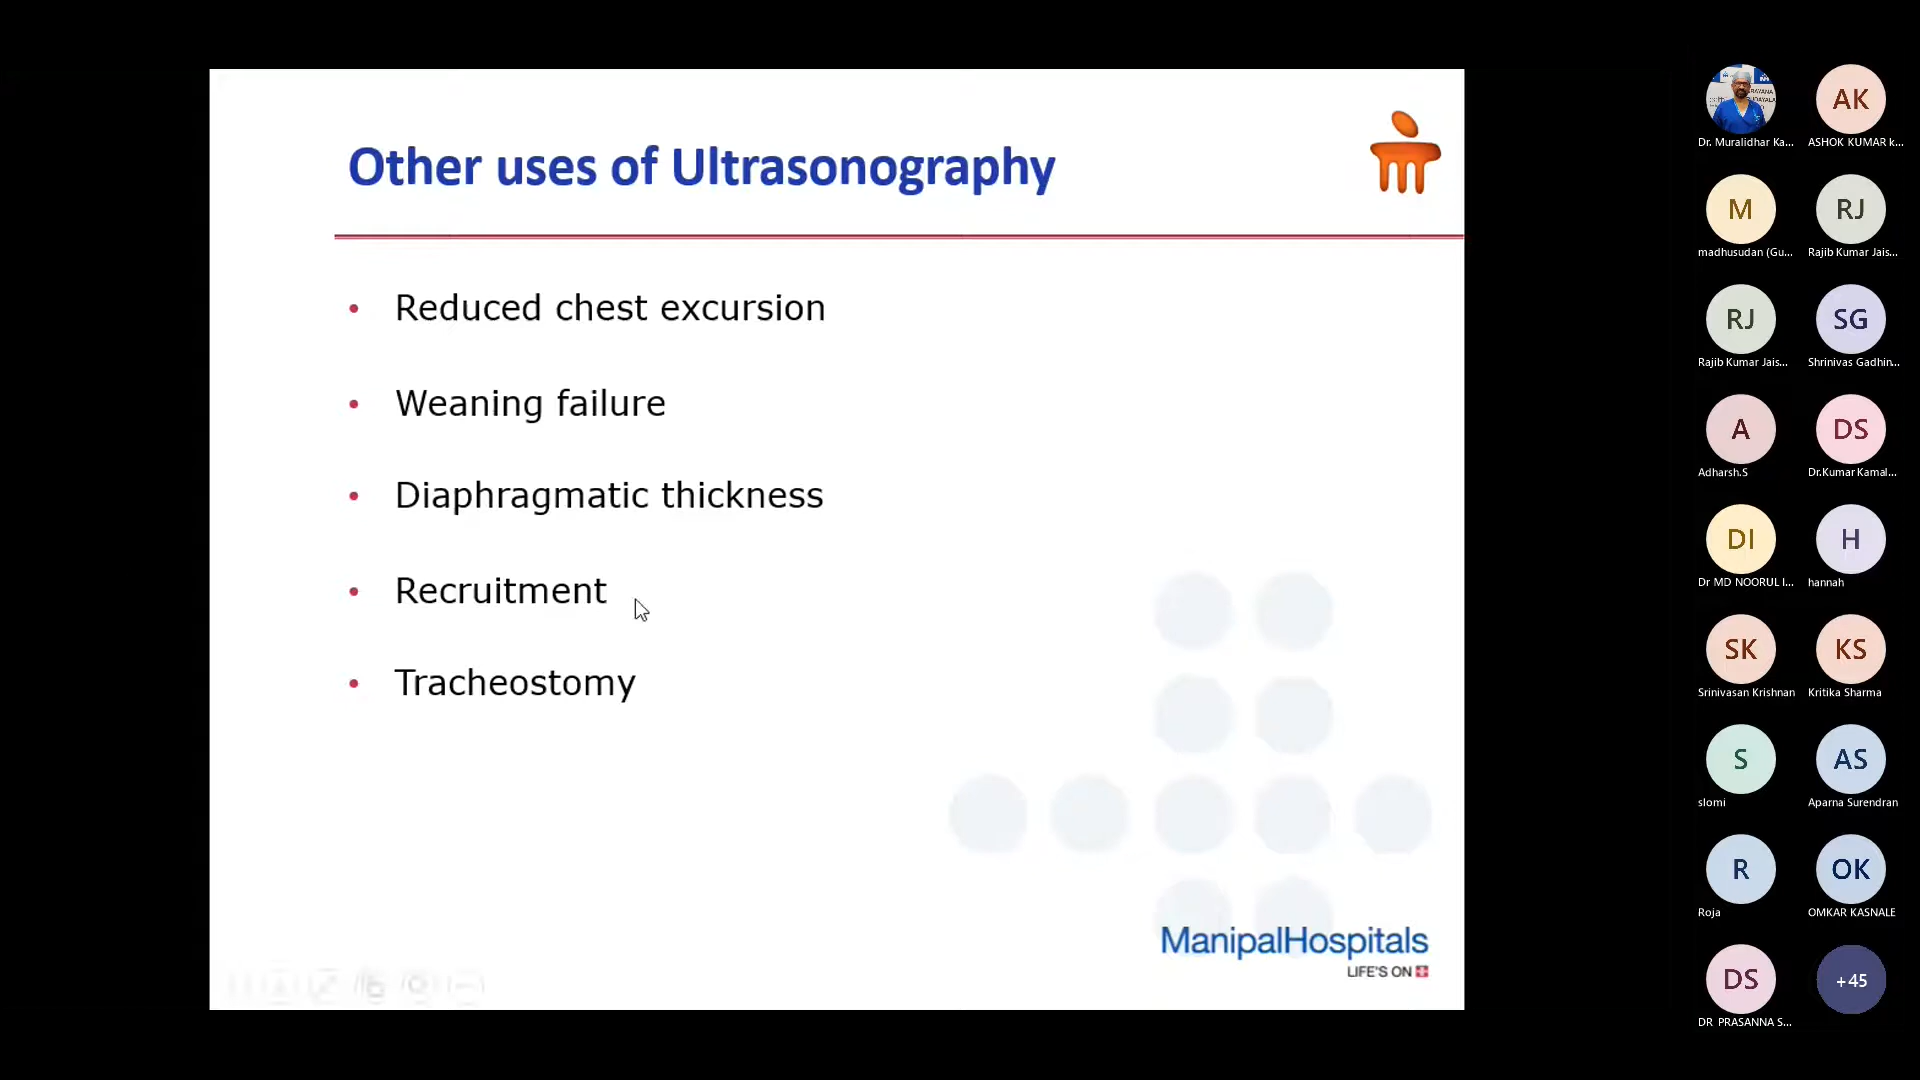 Other uses of Ultrasonography
• Reduced chest excursion
• Weaning failure
• Diaphragmatic thickness
• Recruitment
• Tracheostomy
ManipalHospitals
LIFE'S ON
Dr. Muralidhar Ka...
AK
ASHOK KUMAR k...
M
madhusudan (Gu...
RJ
Rajib Kumar Jais...
RJ
Rajib Kumar Jais...
SG
Shrinivas Gadhin...
A
Adharsh.S
DS
Dr.Kumar Kamal...
DI
Dr MD NOORUL I...
H
hannah
SK
Srinivasan Krishnan
KS
Kritika Sharma
S
slomi
AS
Aparna Surendran
R
Roja
OK
OMKAR KASNALE
DS
DR PRASANNA S...
+45